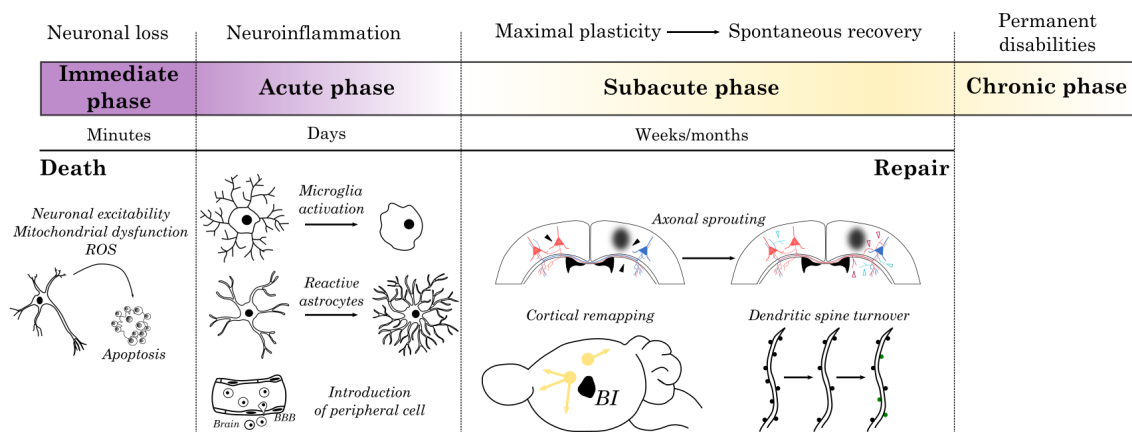 Neuronal loss
Neuroinflammation
Maximal plasticity
Spontaneous recovery
Permanent
disabilities
Immediate
phase
Acute phase
Subacute phase
Chronic phase
Minutes
Days
Weeks/months
Death
Repair
Neuronal excitability
Mitochondrial dysfunction
ROS
Apoptosis
Microglia
activation
Reactive
astrocytes
Introduction
of peripheral cell
Brain
BBB
Axonal sprouting
Cortical remapping
BI
Dendritic spine turnover